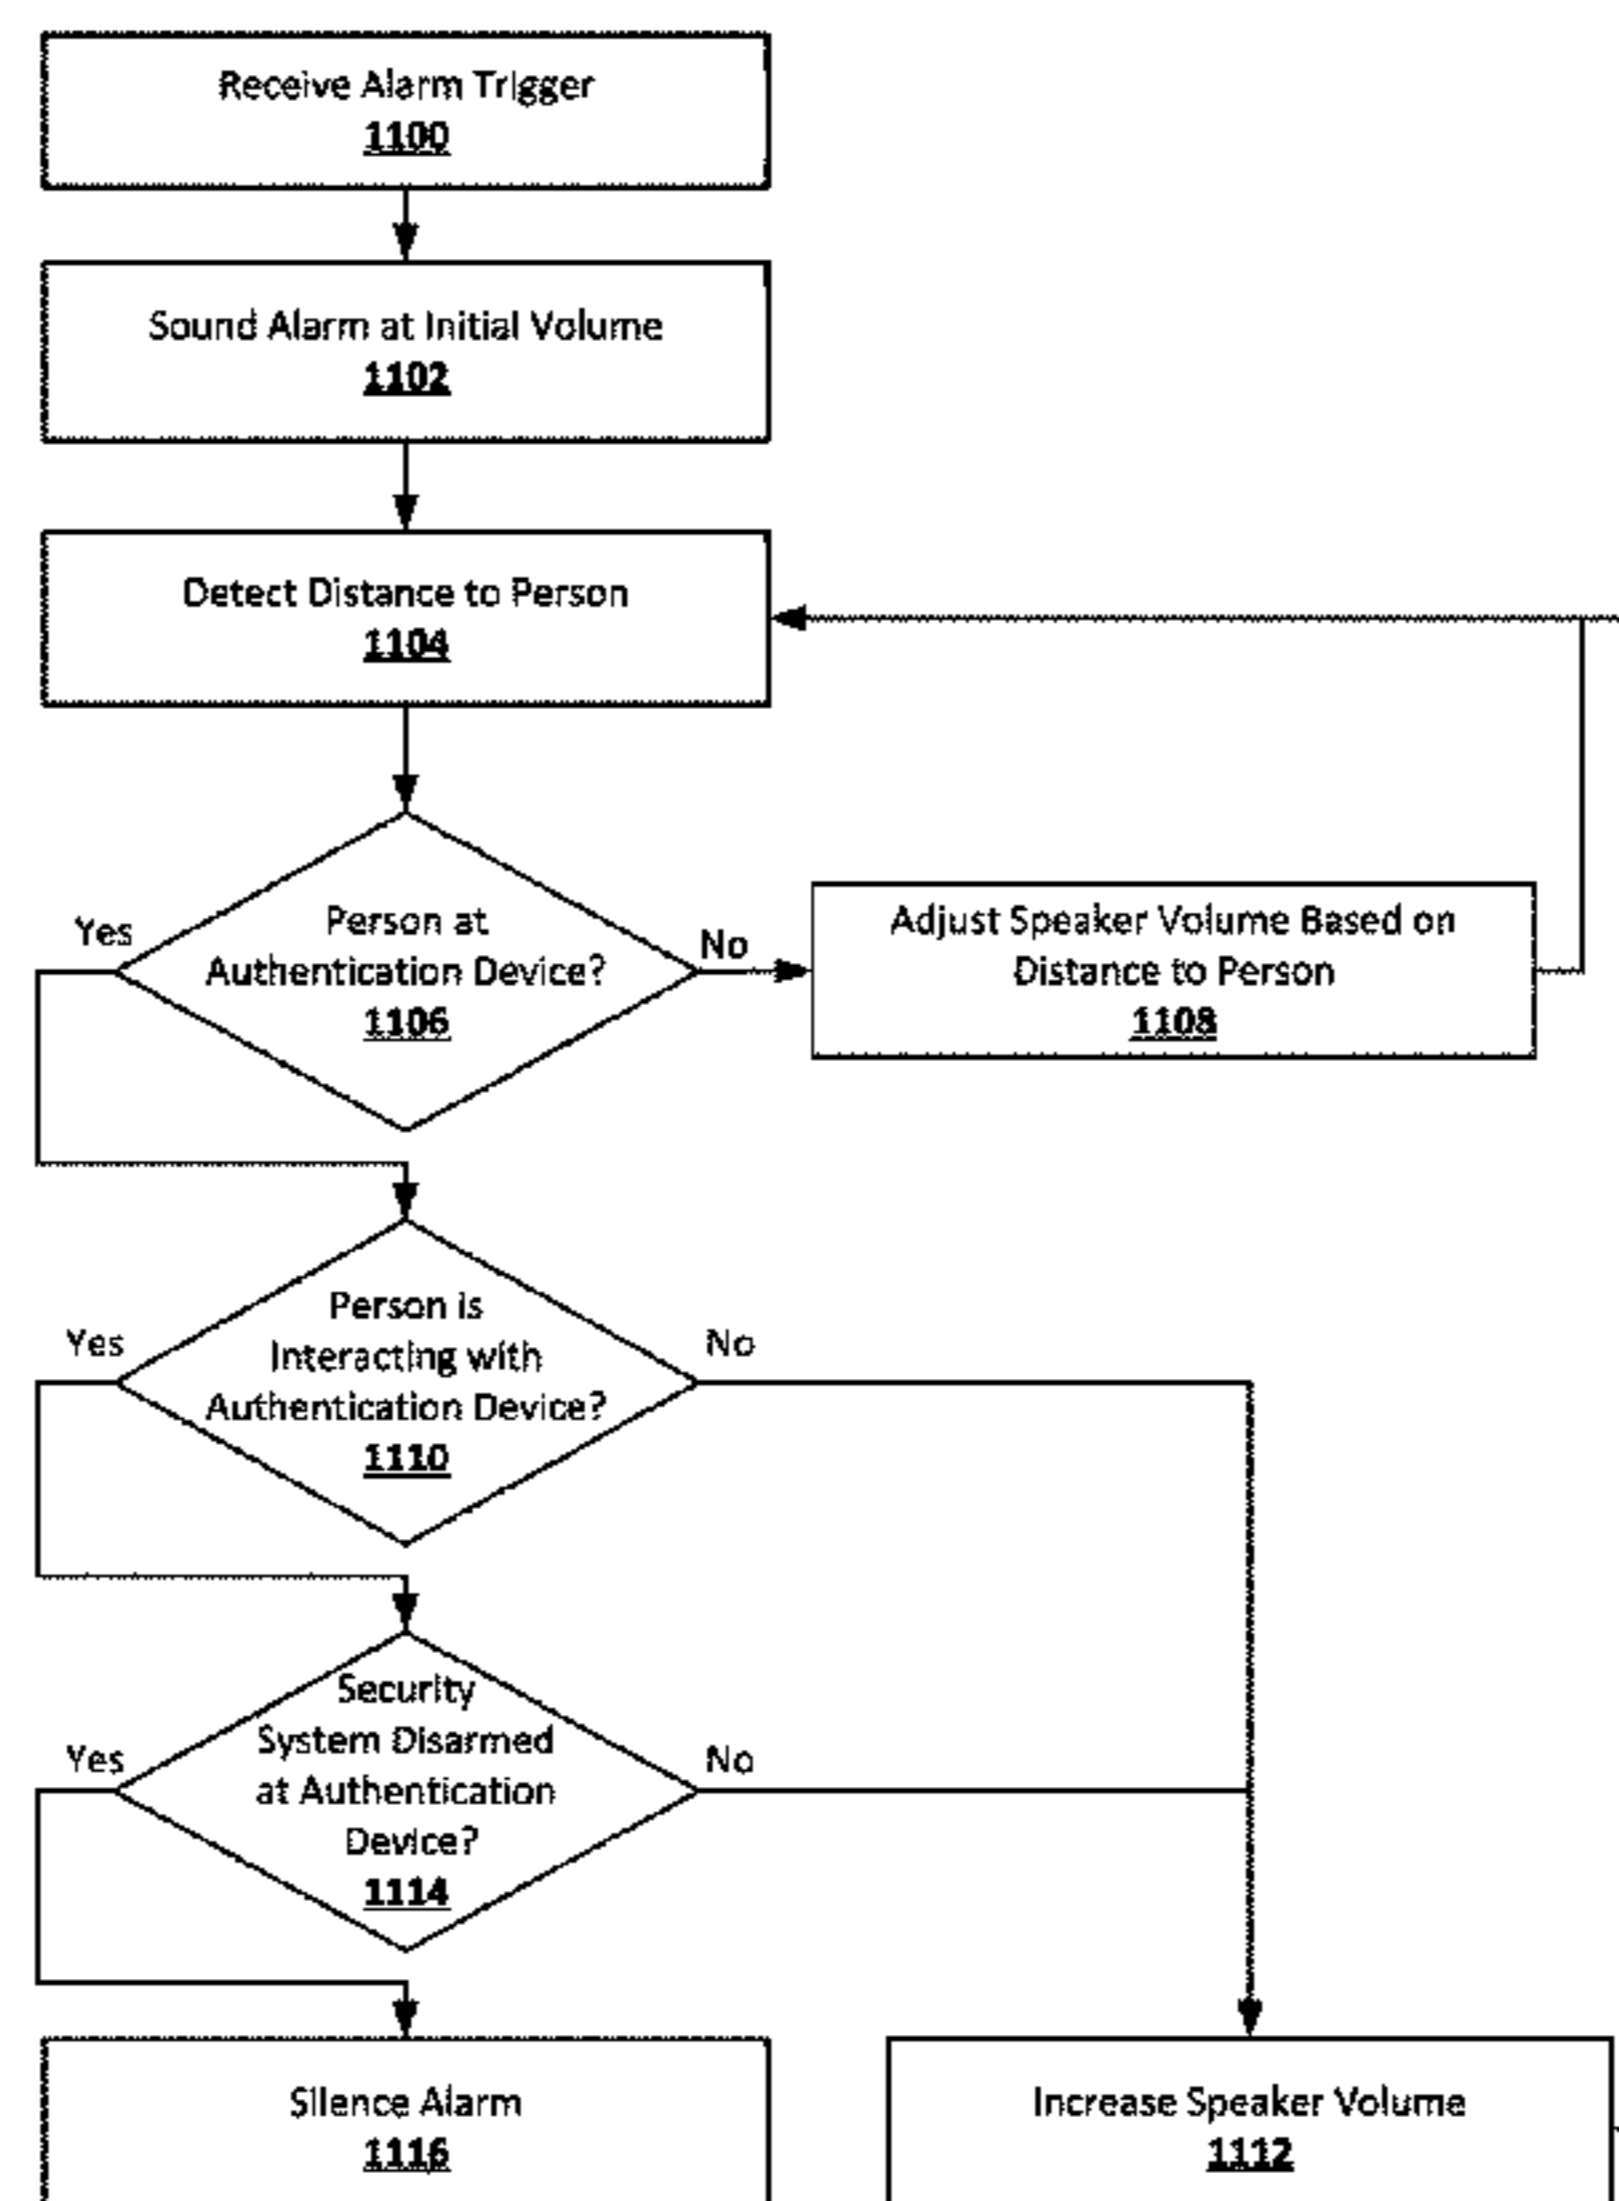 Receive Alarm Trigger
1100
Sound Alarm at Initial Volume
1102
Detect Distance to Person
1104
Person at
Authentication Device?
1106
Yes
No
Adjust Speaker Volume Based on
Distance to Person
1108
Person is
Interacting with
Authentication Device?
1110
Yes
No
Security
System Disarmed
at Authentication
Device?
1114
Yes
No
Silence Alarm
1116
Increase Speaker Volume
1112